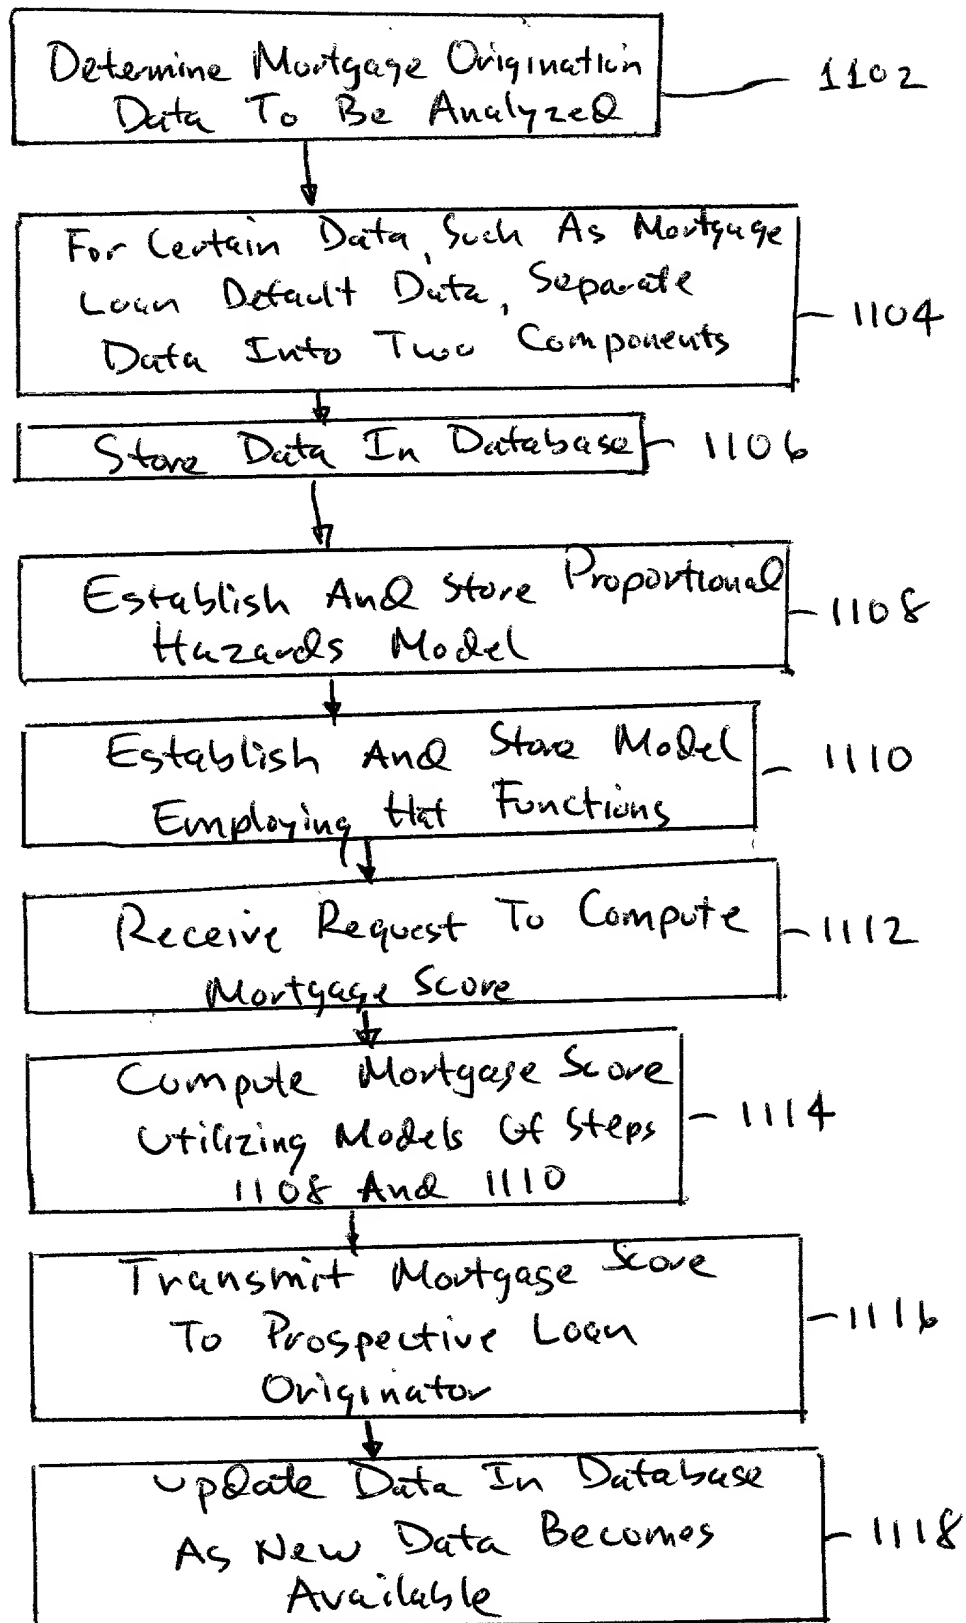 Determine Mortgage Origination
Data To Be Analyzed
1102
For Certain Data, Such As Mortgage
Loan Default Data, Separate
Data Into Two Components
1104
Store Data In Database
1106
Establish And Store Proportional
Hazards Model
1108
Establish And Store Model
Employing Hat Functions
1110
Receive Request To Compute
Mortgage Score
1112
Compute Mortgage Score
Utilizing Models Of Steps
1108 And 1110
1114
Transmit Mortgage Score
To Prospective Loan
Originator
1116
Update Data In Database
As New Data Becomes
Available
1118